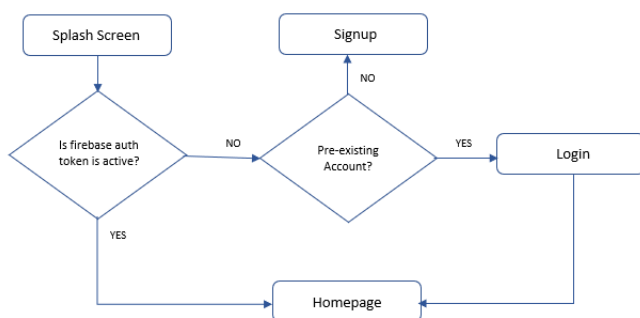 Splash Screen
Signup
NO
Is firebase auth
token is active?
NO
Pre-existing
Account?
YES
Login
YES
Homepage